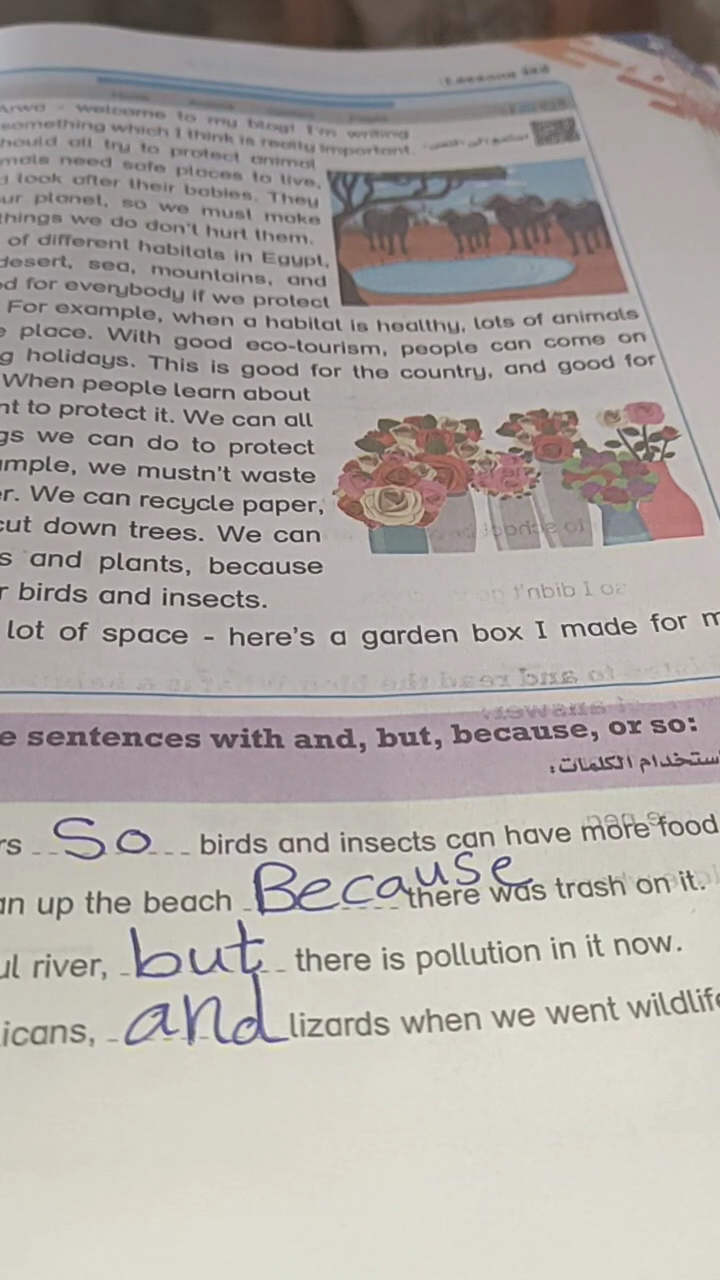 welcome to my blog! I'm writing
something which I think is really important.
hould all try to protect animal
mals need safe places to live,
d look after their babies. They
ur planet, so we must make
things we do don't hurt them.
of different habitats in Egypt,
desert, sea, mountains, and
d for everybody if we protect
For example, when a habitat is healthy, lots of animals
e place. With good eco-tourism, people can come on
g holidays. This is good for the country, and good for
When people learn about
nt to protect it. We can all
gs we can do to protect
ample, we mustn't waste
er. We can recycle paper,
cut down trees. We can
s and plants, because
r birds and insects.
lot of space - here's a garden box I made for m
e sentences with and, but, because, or so:
ستخدام الكلمات:
rs So birds and insects can have more food
an up the beach Because there was trash on it.
ul river, but there is pollution in it now.
icans, and lizards when we went wildlife